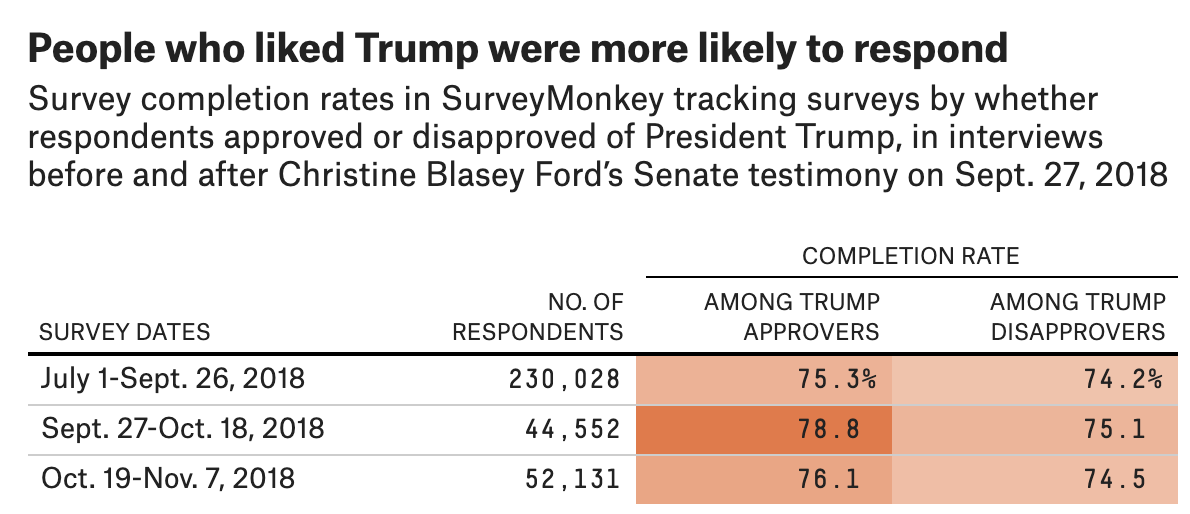 People who liked Trump were more likely to respond
Survey completion rates in SurveyMonkey tracking surveys by whether
respondents approved or disapproved of President Trump, in interviews
before and after Christine Blasey Ford’s Senate testimony on Sept. 27, 2018
COMPLETION RATE
NO. OF AMONG TRUMP AMONG TRUMP
SURVEY DATES RESPONDENTS APPROVERS DISAPPROVERS
July 1-Sept. 26, 2018 230,028 75.3% 74.2%
Sept. 27-Oct. 18, 2018 44,552 78.8 75.1
Oct. 19-Nov. 7, 2018 52,131 76.1 74.5